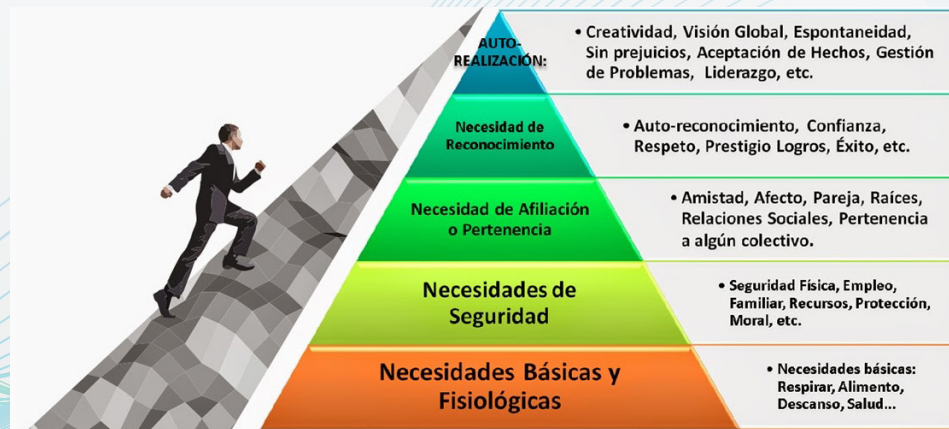 AUTO-
REALIZACIÓN:
• Creatividad, Visión Global, Espontaneidad,
Sin prejuicios, Aceptación de Hechos, Gestión
de Problemas, Liderazgo, etc.
Necesidad de
Reconocimiento
• Auto-reconocimiento, Confianza,
Respeto, Prestigio Logros, Éxito, etc.
Necesidad de Afiliación
o Pertenencia
• Amistad, Afecto, Pareja, Raíces,
Relaciones Sociales, Pertenencia
a algún colectivo.
Necesidades de
Seguridad
• Seguridad Física, Empleo,
Familiar, Recursos, Protección,
Moral, etc.
Necesidades Básicas y
Fisiológicas
• Necesidades básicas:
Respirar, Alimento,
Descanso, Salud...